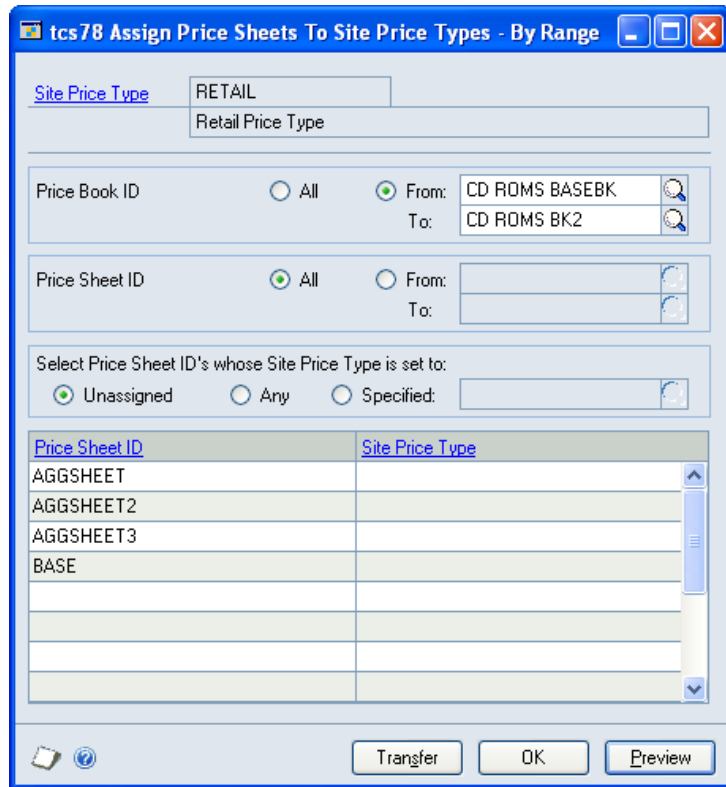 tcs78 Assign Price Sheets To Site Price Types - By Range
Site Price Type RETAIL
Retail Price Type
Price Book ID All From: CD ROMS BASEBK
To: CD ROMS BK2
Price Sheet ID All From:
To:
Select Price Sheet ID's whose Site Price Type is set to:
Unassigned Any Specified:
Price Sheet ID Site Price Type
AGGSHEET
AGGSHEET2
AGGSHEET3
BASE
Transfer OK Preview